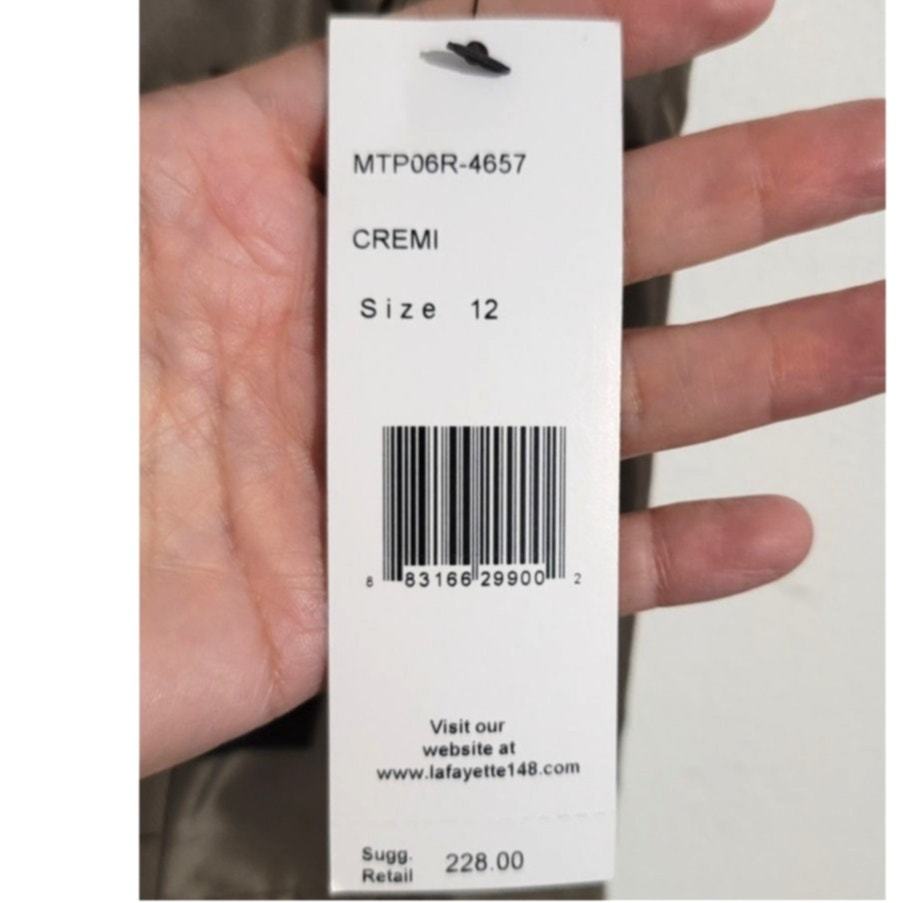 MTP06R-4657
CREMI
Size 12
8 83166 29900 2
Visit our
website at
www.lafayette148.com
Sugg.
Retail 228.00